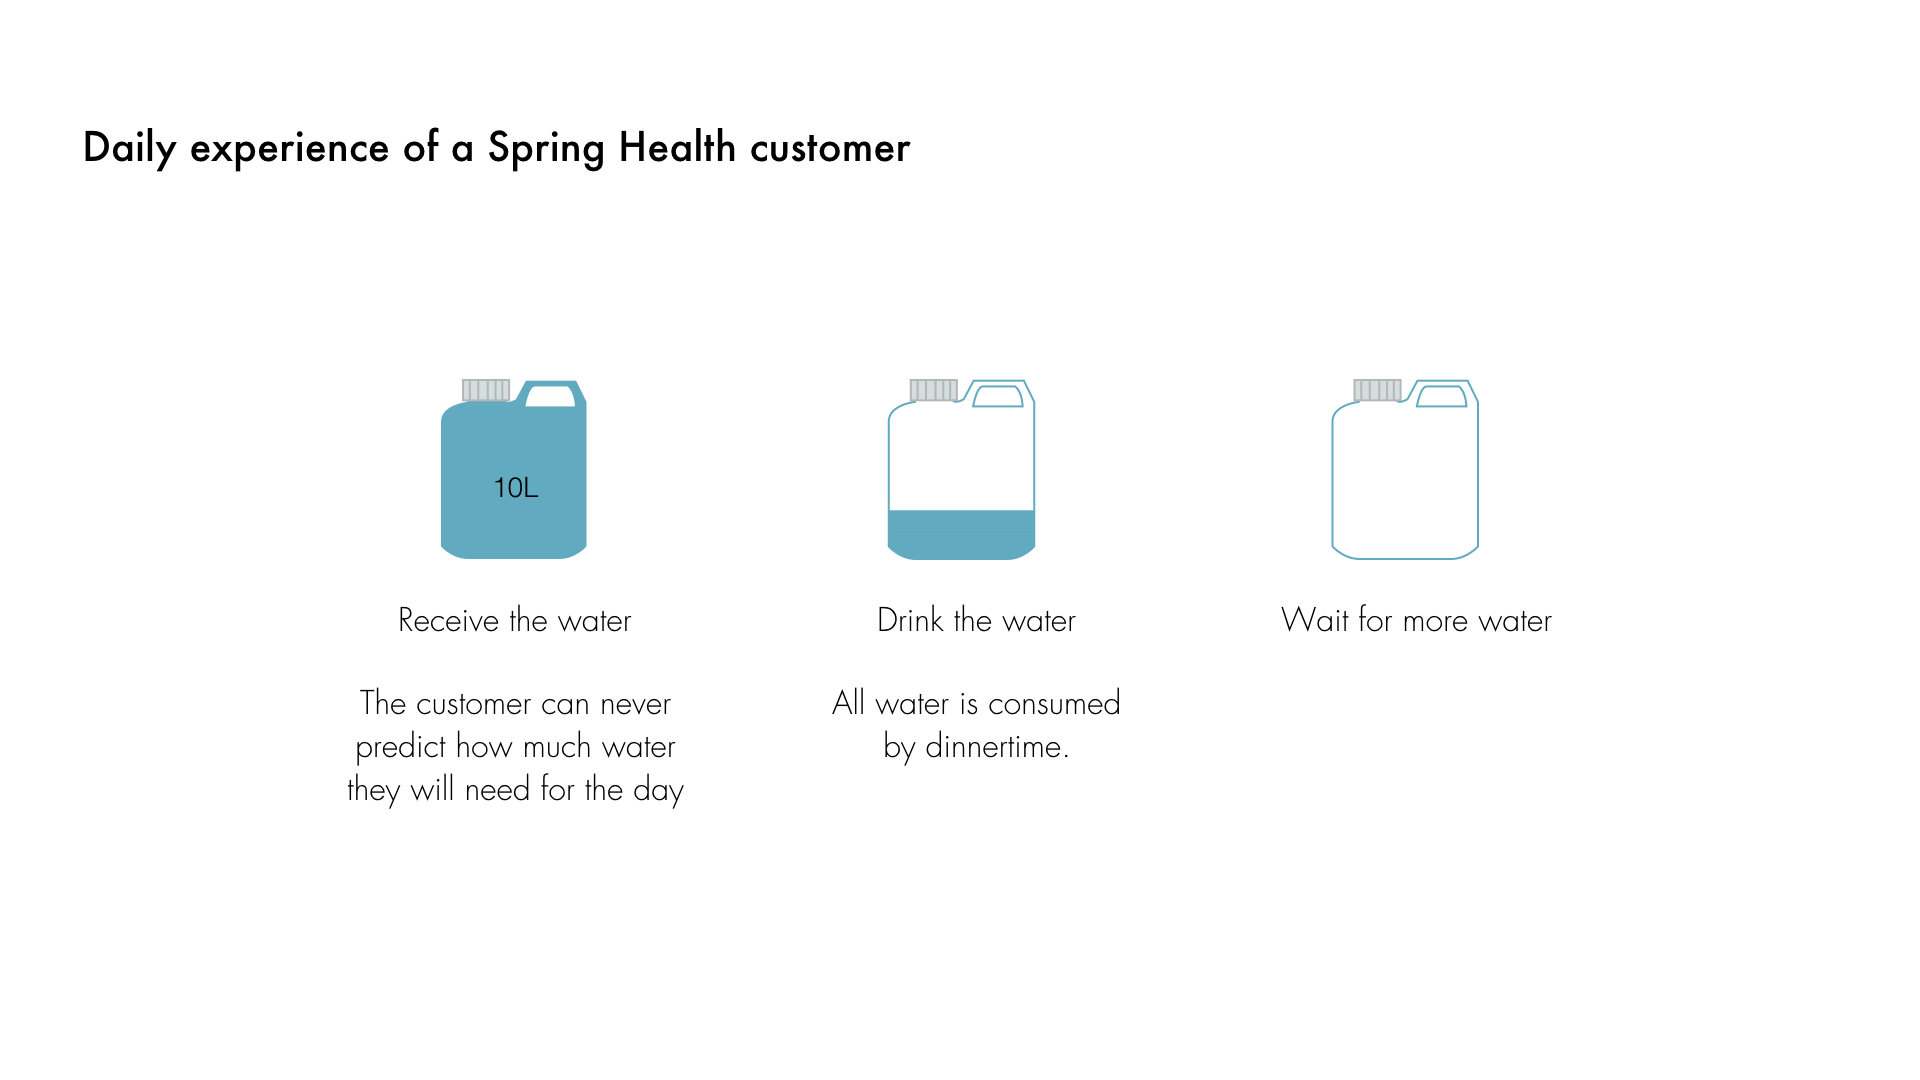 Daily experience of a Spring Health customer
10L
Receive the water
The customer can never
predict how much water
they will need for the day
Drink the water
All water is consumed
by dinnertime.
Wait for more water